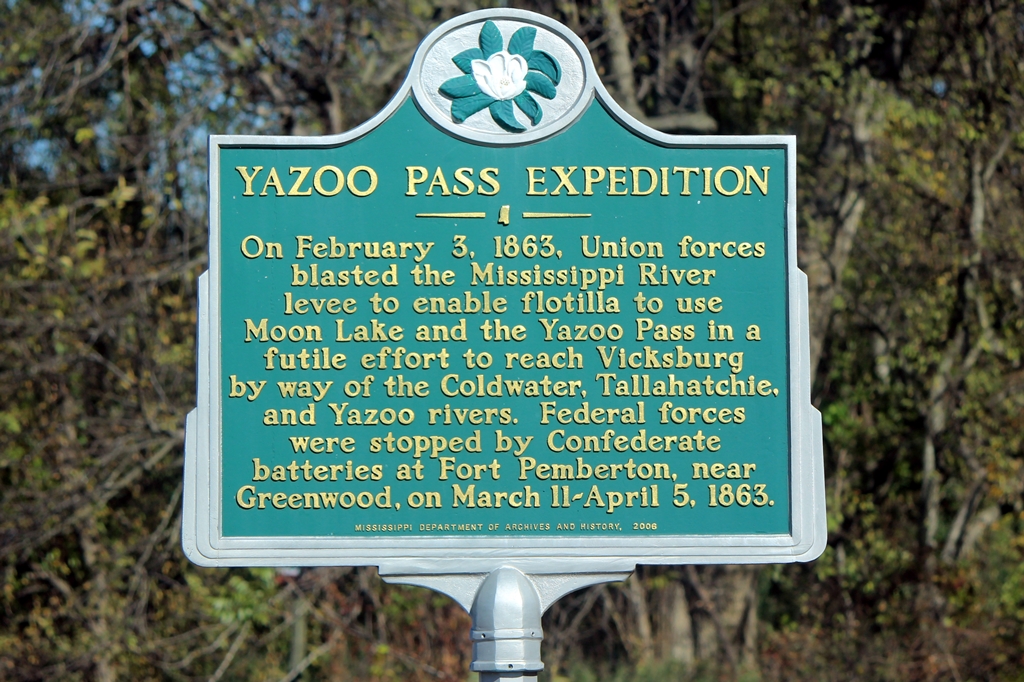 YAZOO PASS EXPEDITION
On February 3, 1863, Union forces
blasted the Mississippi River
levee to enable flotilla to use
Moon Lake and the Yazoo Pass in a
futile effort to reach Vicksburg
by way of the Coldwater, Tallahatchie,
and Yazoo rivers. Federal forces
were stopped by Confederate
batteries at Fort Pemberton, near
Greenwood, on March 11-April 5, 1863.
MISSISSIPPI DEPARTMENT OF ARCHIVES AND HISTORY, 2006